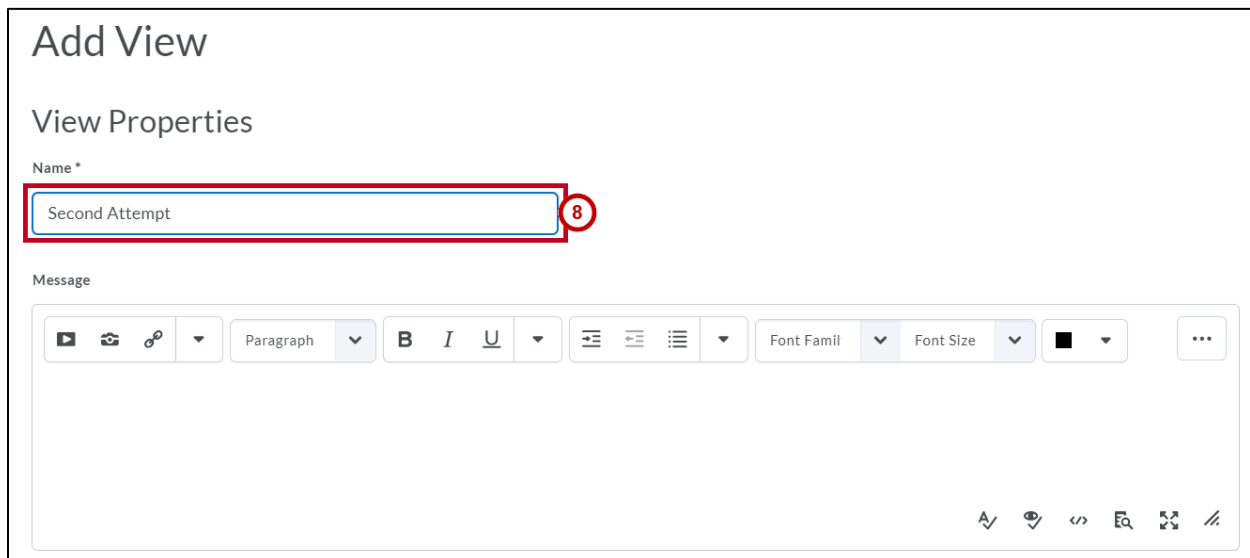 Add View
View Properties
Name *
Second Attempt
8
Message
Paragraph B I U Font Famil Font Size